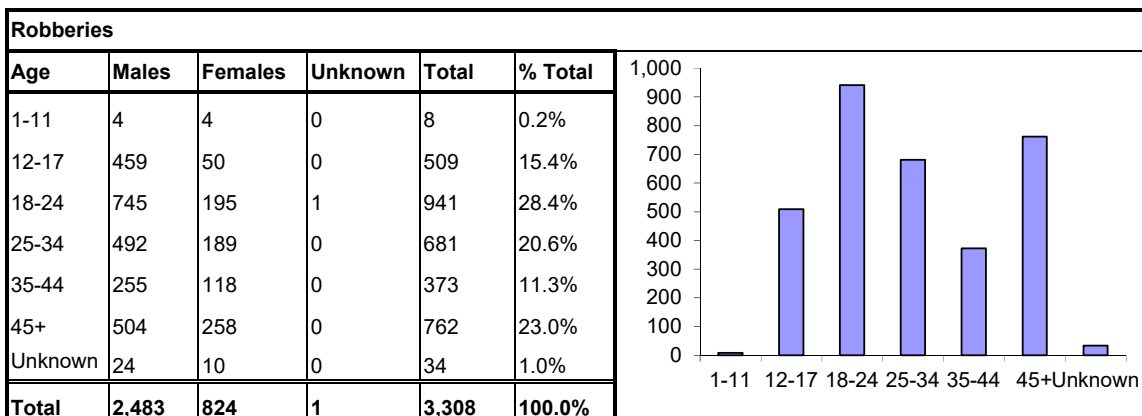 Robberies
Age Males Females Unknown Total % Total
1-11 4 4 0 8 0.2%
12-17 459 50 0 509 15.4%
18-24 745 195 1 941 28.4%
25-34 492 189 0 681 20.6%
35-44 255 118 0 373 11.3%
45+ 504 258 0 762 23.0%
Unknown 24 10 0 34 1.0%
Total 2,483 824 1 3,308 100.0%
1,000
900
800
700
600
500
400
300
200
100
0
1-11 12-17 18-24 25-34 35-44 45+Unknown